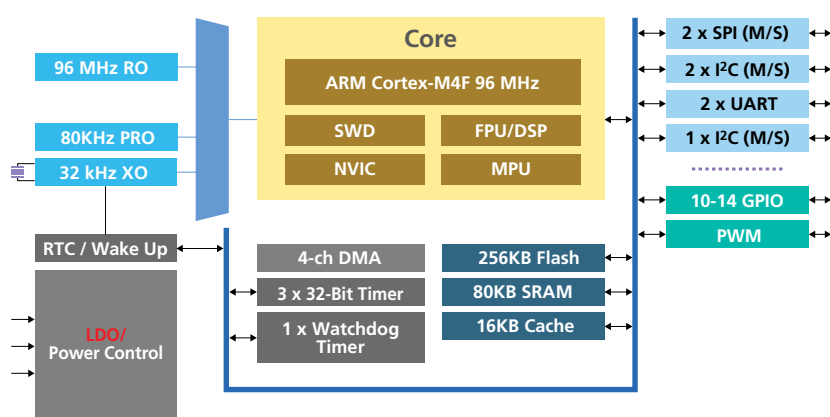 96 MHz RO
80KHz PRO
32 kHz XO
RTC / Wake Up
LDO/
Power Control
Core
ARM Cortex-M4F 96 MHz
SWD
FPU/DSP
NVIC
MPU
4-ch DMA
3 x 32-Bit Timer
1 x Watchdog
Timer
256KB Flash
80KB SRAM
16KB Cache
2 x SPI (M/S)
2 x I²C (M/S)
2 x UART
1 x I²C (M/S)
10-14 GPIO
PWM